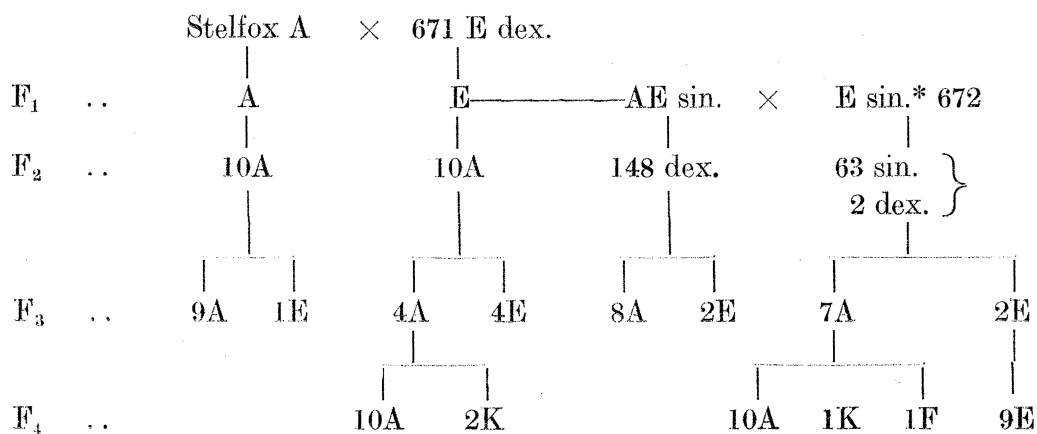 Stelfox A × 671 E dex.
F₁ .. A E AE sin. × E sin.* 672
F₂ .. 10A 10A 148 dex. 63 sin.
2 dex.
F₃ .. 9A 1E 4A 4E 8A 2E 7A 2E
F₄ .. 10A 2K 10A 1K 1F 9E